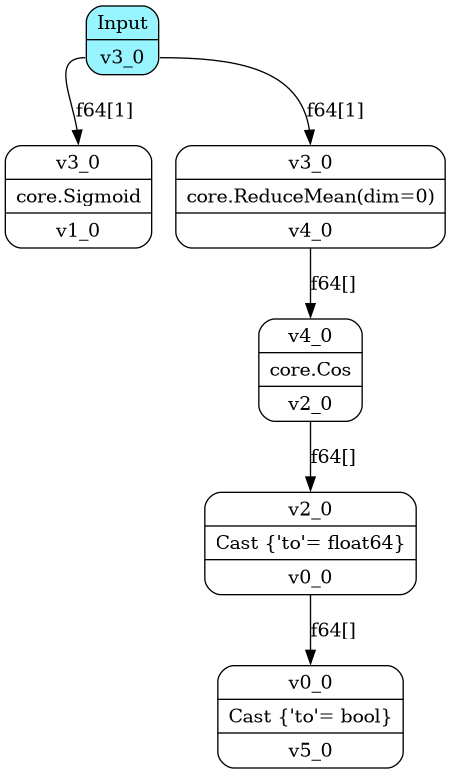 Input
v3_0
f64[1]
f64[1]
v3_0
core.Sigmoid
v1_0
v3_0
core.ReduceMean(dim=0)
v4_0
f64[]
v4_0
core.Cos
v2_0
f64[]
v2_0
Cast {'to'= float64}
v0_0
f64[]
v0_0
Cast {'to'= bool}
v5_0